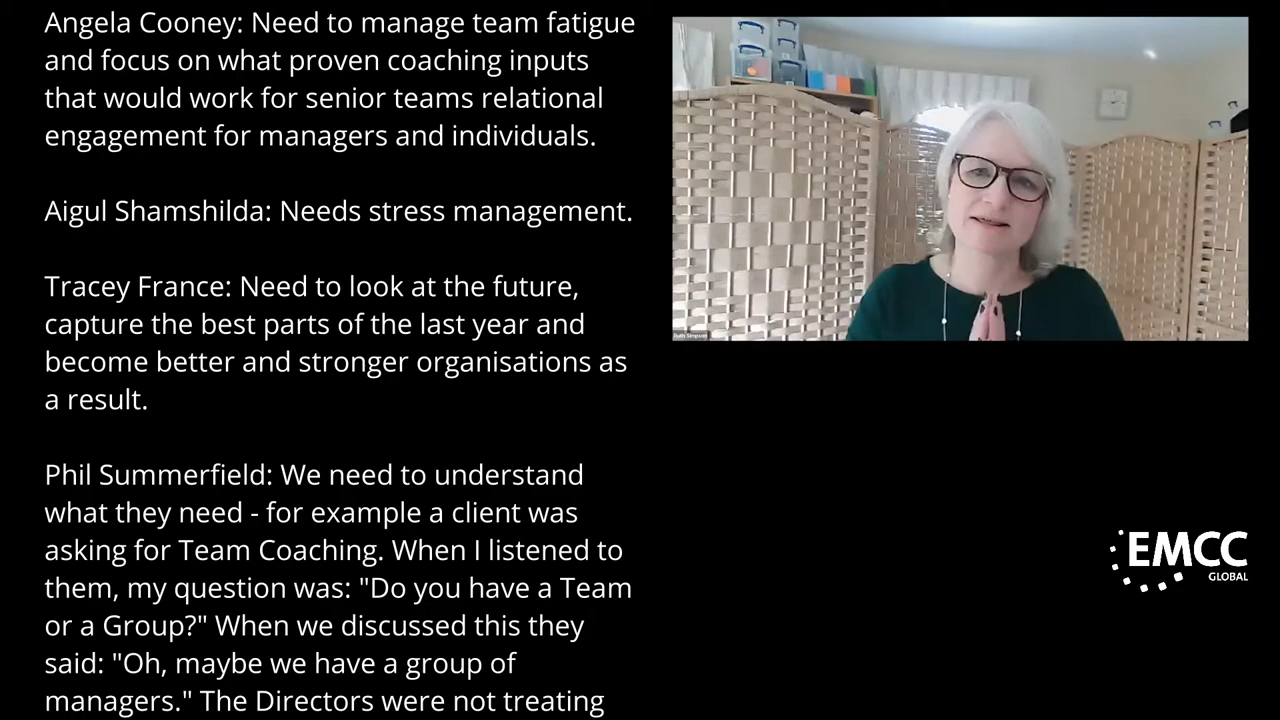 Angela Cooney: Need to manage team fatigue
and focus on what proven coaching inputs
that would work for senior teams relational
engagement for managers and individuals.
Aigul Shamshilda: Needs stress management.
Tracey France: Need to look at the future,
capture the best parts of the last year and
become better and stronger organisations as
a result.
Phil Summerfield: We need to understand
what they need - for example a client was
asking for Team Coaching. When I listened to
them, my question was: "Do you have a Team
or a Group?" When we discussed this they
said: "Oh, maybe we have a group of
managers." The Directors were not treating
Ruth Simpson
EMCC
GLOBAL